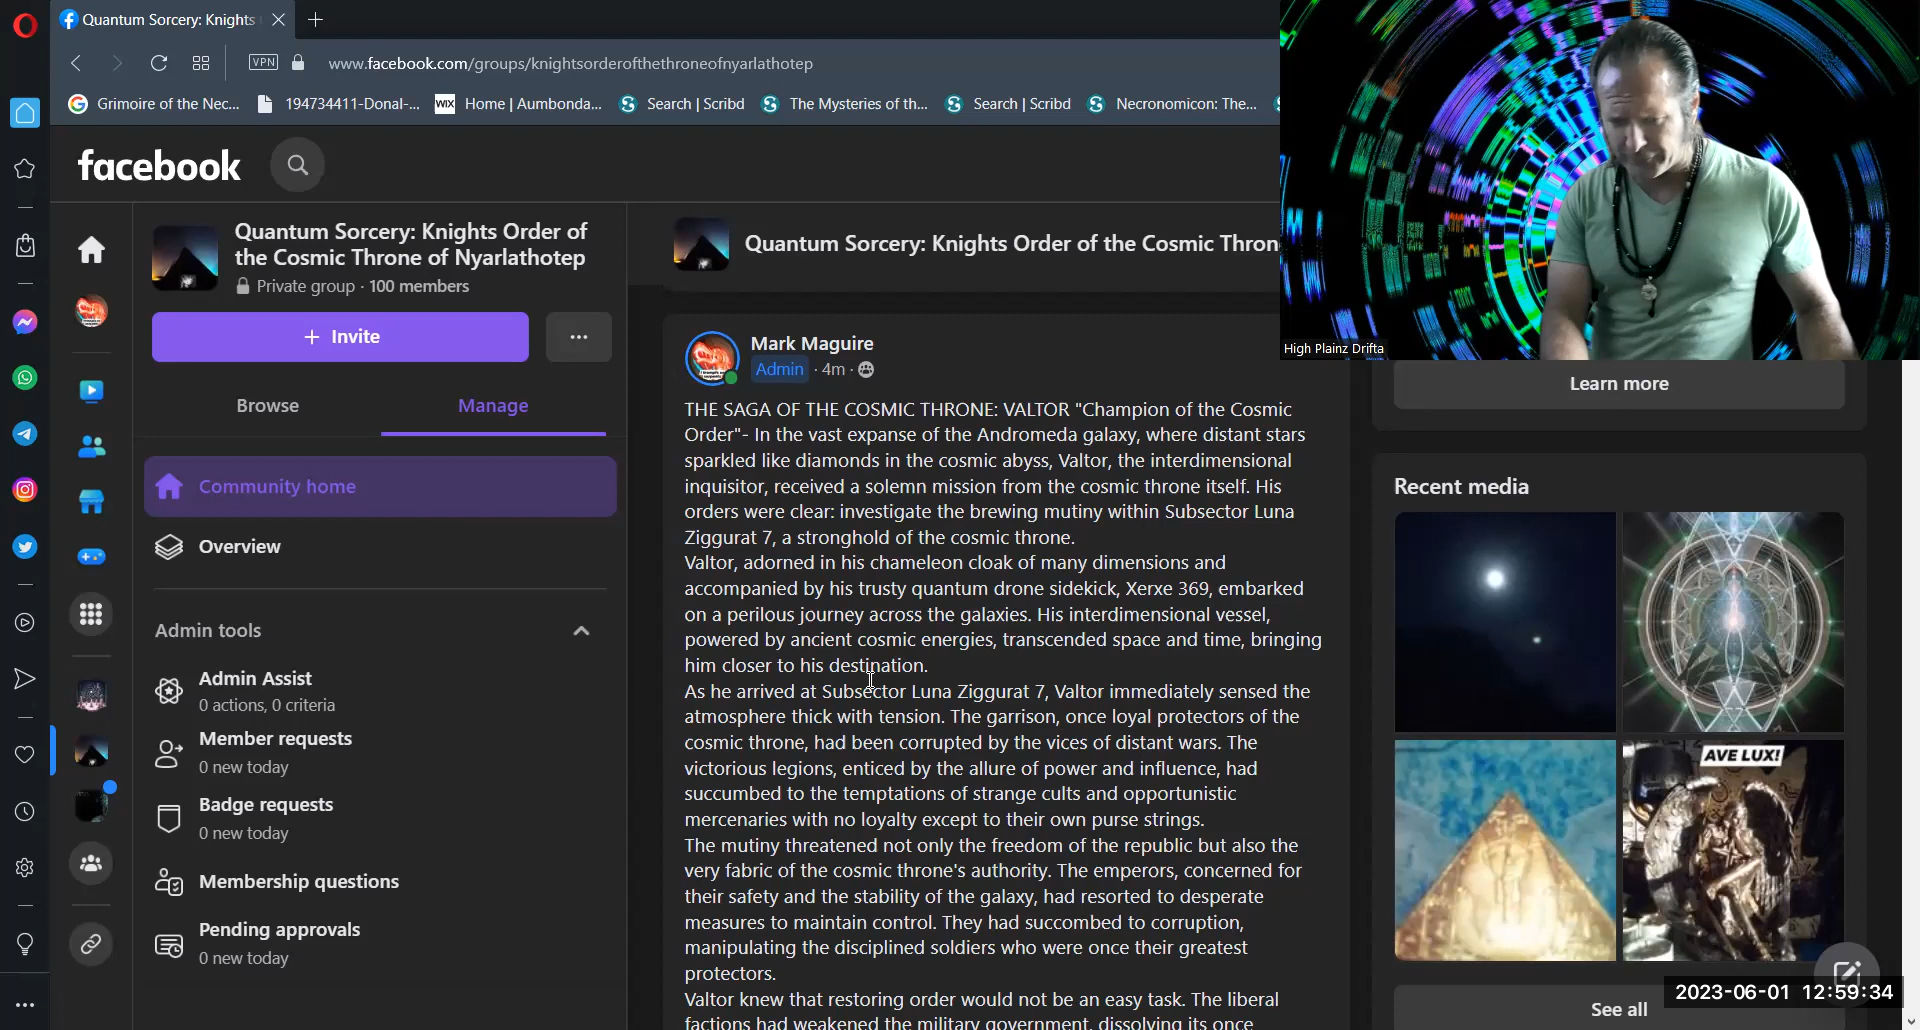 Quantum Sorcery: Knights
VPN
www.facebook.com/groups/knightsorderofthethroneofnyarlathotep
Grimoire of the Nec...
194734411-Donal-...
WIX
Home | Aumbonda...
Search | Scribd
The Mysteries of th...
Search | Scribd
Necronomicon: The...
High Plainz Drifta
facebook
Quantum Sorcery: Knights Order of
the Cosmic Throne of Nyarlathotep
Private group · 100 members
+ Invite
Browse
Manage
Community home
Overview
Admin tools
Admin Assist
0 actions, 0 criteria
Member requests
0 new today
Badge requests
0 new today
Membership questions
Pending approvals
0 new today
Quantum Sorcery: Knights Order of the Cosmic Thron
Mark Maguire
Admin · 4m ·
THE SAGA OF THE COSMIC THRONE: VALTOR "Champion of the Cosmic
Order"- In the vast expanse of the Andromeda galaxy, where distant stars
sparkled like diamonds in the cosmic abyss, Valtor, the interdimensional
inquisitor, received a solemn mission from the cosmic throne itself. His
orders were clear: investigate the brewing mutiny within Subsector Luna
Ziggurat 7, a stronghold of the cosmic throne.
Valtor, adorned in his chameleon cloak of many dimensions and
accompanied by his trusty quantum drone sidekick, Xerxe 369, embarked
on a perilous journey across the galaxies. His interdimensional vessel,
powered by ancient cosmic energies, transcended space and time, bringing
him closer to his destination.
As he arrived at Subsector Luna Ziggurat 7, Valtor immediately sensed the
atmosphere thick with tension. The garrison, once loyal protectors of the
cosmic throne, had been corrupted by the vices of distant wars. The
victorious legions, enticed by the allure of power and influence, had
succumbed to the temptations of strange cults and opportunistic
mercenaries with no loyalty except to their own purse strings.
The mutiny threatened not only the freedom of the republic but also the
very fabric of the cosmic throne's authority. The emperors, concerned for
their safety and the stability of the galaxy, had resorted to desperate
measures to maintain control. They had succombed to corruption,
manipulating the disciplined soldiers who were once their greatest
protectors.
Valtor knew that restoring order would not be an easy task. The liberal
factions had weakened the military government, dissolving its once
Learn more
Recent media
AVE LUX!
See all
2023-06-01 12:59:34